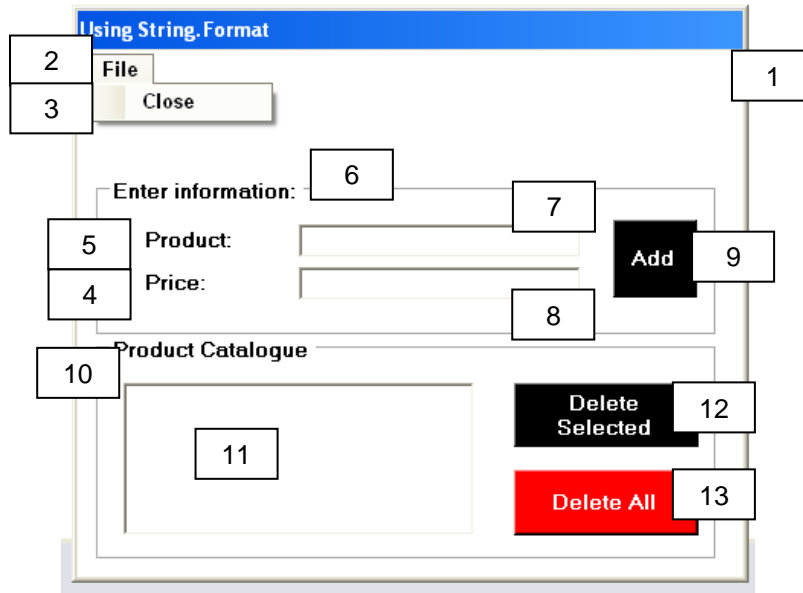 Using String.Format
2
File
1
3
Close
6
Enter information:
7
5
Product:
Add
9
4
Price:
8
Product Catalogue
10
Delete
Selected
12
11
Delete All
13